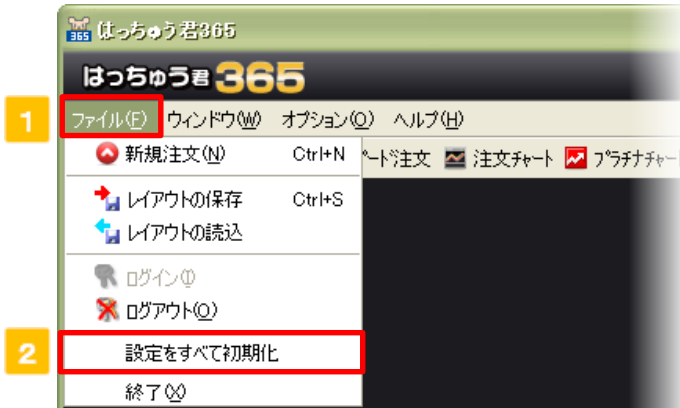 365 はっちゅう君365
はっちゅう君365
1 ファイル(F) ウィンドウ(W) オプション(O) ヘルプ(H)
新規注文(N) Ctrl+N
ード注文 注文チャート プラチナチャー
レイアウトの保存 Ctrl+S
レイアウトの読込
ログイン(I)
ログアウト(O)
2 設定をすべて初期化
終了(X)